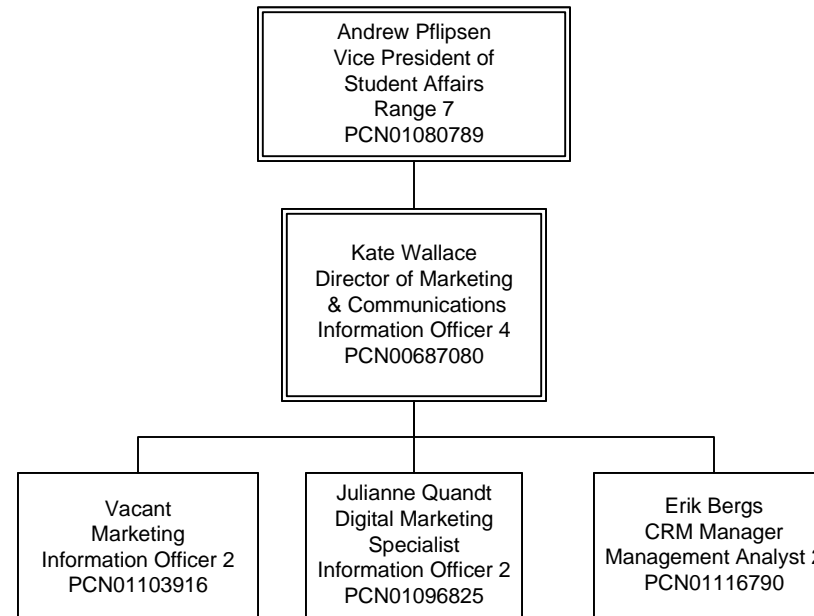 Andrew Pflipsen
Vice President of
Student Affairs
Range 7
PCN01080789
Kate Wallace
Director of Marketing
& Communications
Information Officer 4
PCN00687080
Vacant
Marketing
Information Officer 2
PCN01103916
Julianne Quandt
Digital Marketing
Specialist
Information Officer 2
PCN01096825
Erik Bergs
CRM Manager
Management Analyst 2
PCN01116790